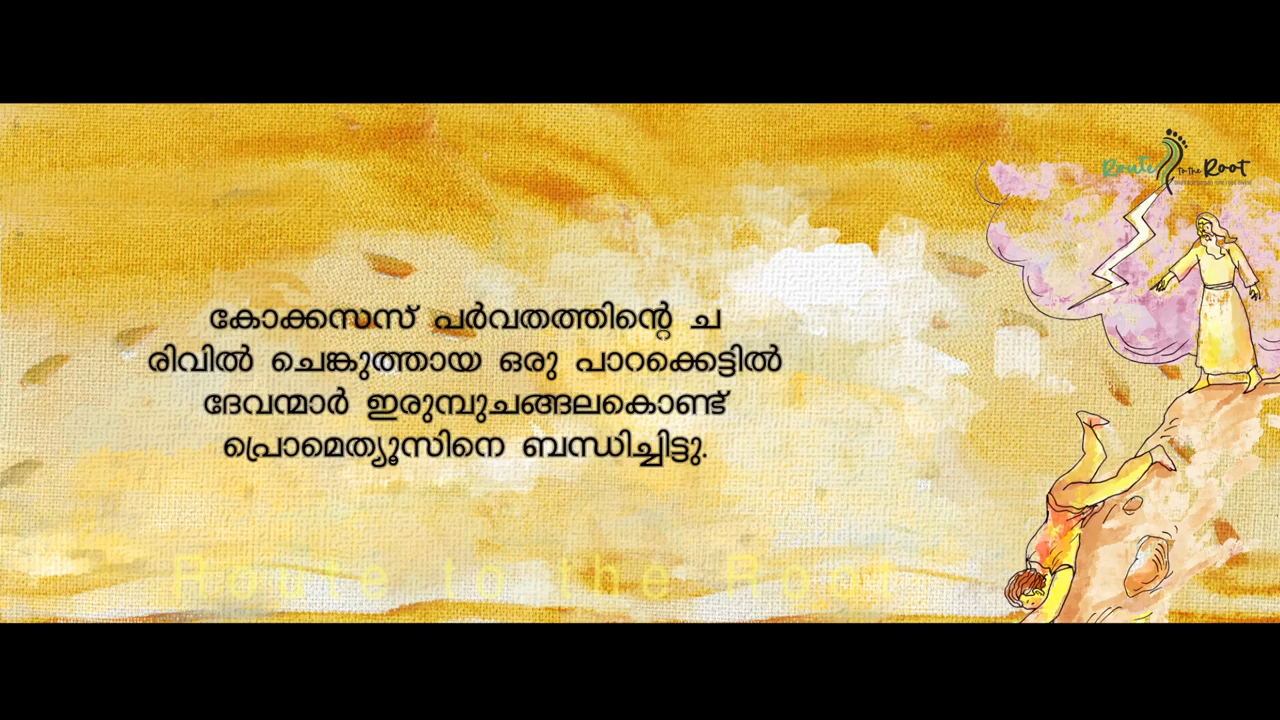 Route to the Root
കോക്കസസ് പർവതത്തിന്റെ ച
രിവിൽ ചെങ്കുത്തായ ഒരു പാറക്കെട്ടിൽ
ദേവന്മാർ ഇരുമ്പുചങ്ങലകൊണ്ട്
പ്രൊമെത്യൂസിനെ ബന്ധിച്ചിട്ടു.
Route to the Root